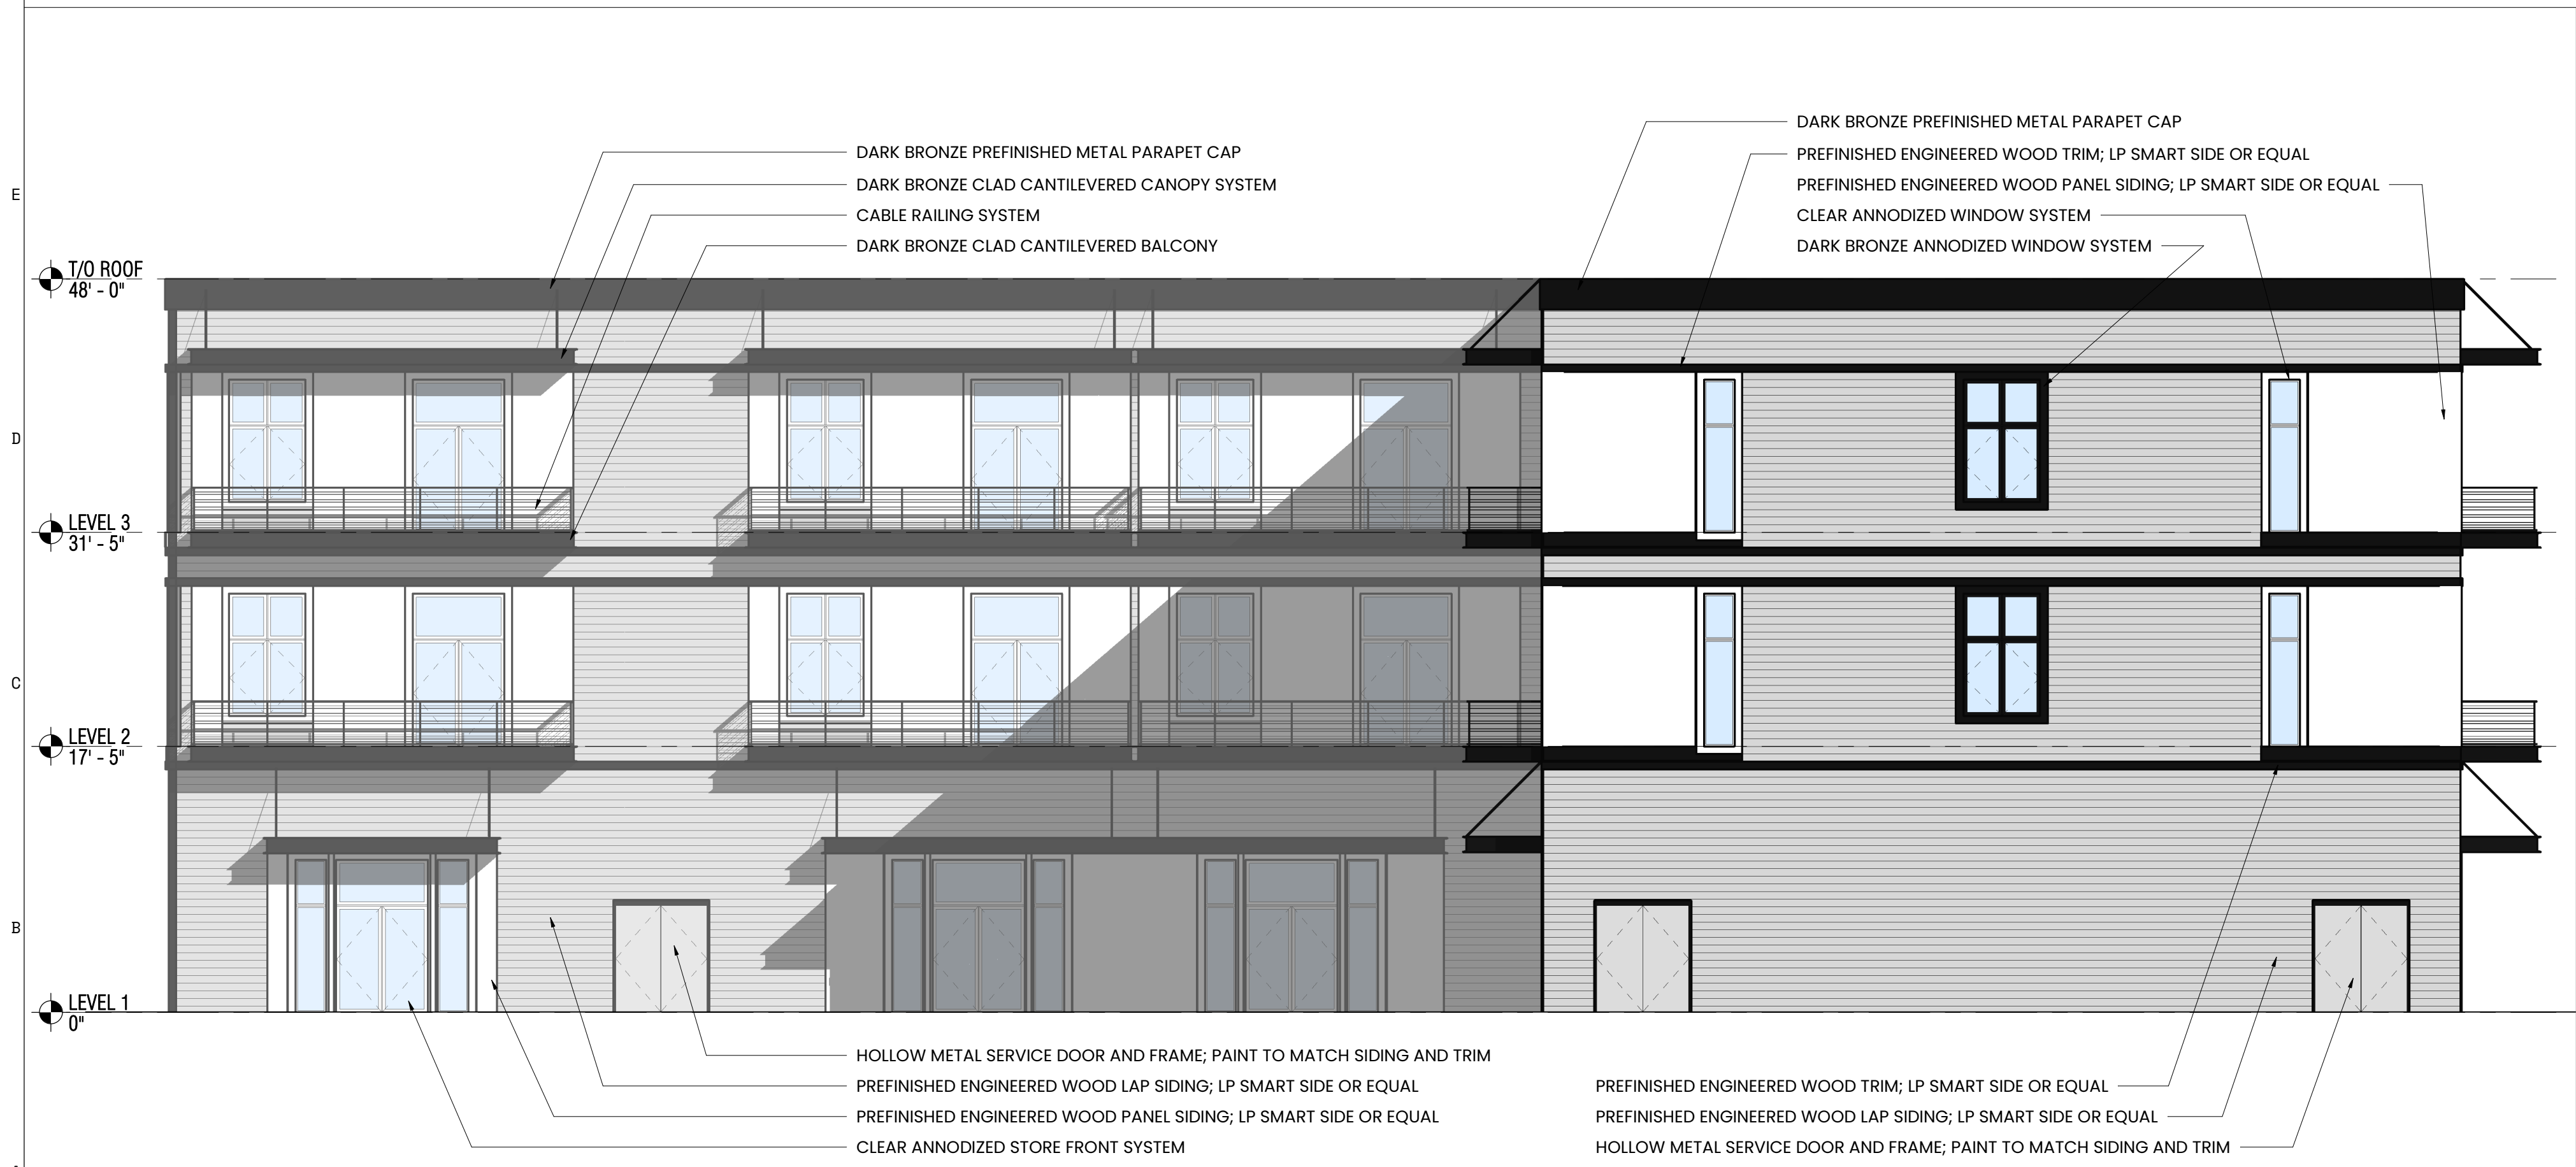 DARK BRONZE PREFINISHED METAL PARAPET CAP
DARK BRONZE CLAD CANTILEVERED CANOPY SYSTEM
CABLE RAILING SYSTEM
DARK BRONZE CLAD CANTILEVERED BALCONY
DARK BRONZE PREFINISHED METAL PARAPET CAP
PREFINISHED ENGINEERED WOOD TRIM; LP SMART SIDE OR EQUAL
PREFINISHED ENGINEERED WOOD PANEL SIDING; LP SMART SIDE OR EQUAL
CLEAR ANNODIZED WINDOW SYSTEM
DARK BRONZE ANNODIZED WINDOW SYSTEM
E
T/O ROOF
48' - 0"
D
LEVEL 3
31' - 5"
C
LEVEL 2
17' - 5"
B
LEVEL 1
0"
HOLLOW METAL SERVICE DOOR AND FRAME; PAINT TO MATCH SIDING AND TRIM
PREFINISHED ENGINEERED WOOD LAP SIDING; LP SMART SIDE OR EQUAL
PREFINISHED ENGINEERED WOOD PANEL SIDING; LP SMART SIDE OR EQUAL
CLEAR ANNODIZED STORE FRONT SYSTEM
PREFINISHED ENGINEERED WOOD TRIM; LP SMART SIDE OR EQUAL
PREFINISHED ENGINEERED WOOD LAP SIDING; LP SMART SIDE OR EQUAL
HOLLOW METAL SERVICE DOOR AND FRAME; PAINT TO MATCH SIDING AND TRIM